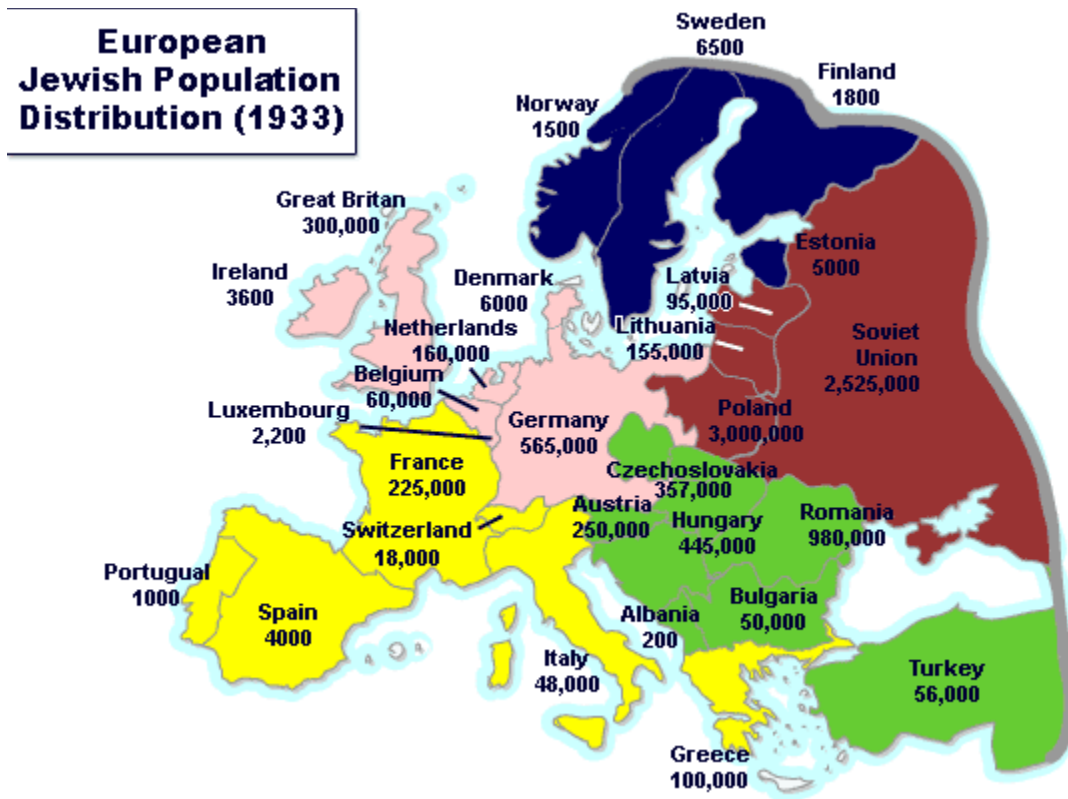 European
Jewish Population
Distribution (1933)
Sweden
6500
Finland
1800
Norway
1500
Great Britan
300,000
Ireland
3600
Denmark
6000
Estonia
5000
Latvia
95,000
Netherlands
160,000
Lithuania
155,000
Belgium
60,000
Soviet
Union
2,525,000
Luxembourg
2,200
Germany
565,000
Poland
3,000,000
France
225,000
Czechoslovakia
357,000
Austria
250,000
Hungary
445,000
Romania
980,000
Switzerland
18,000
Portugual
1000
Spain
4000
Albania
200
Bulgaria
50,000
Italy
48,000
Turkey
56,000
Greece
100,000